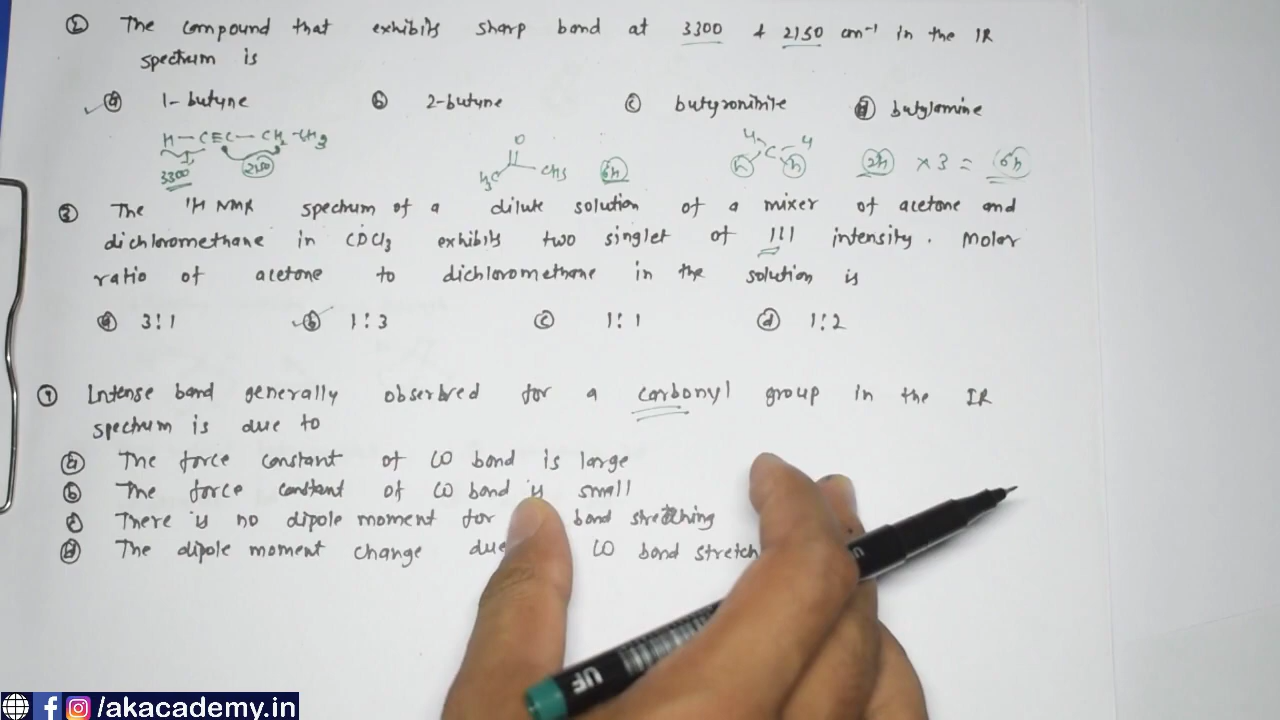 ② The compound that exhibits sharp bond at 3300 & 2150 cm⁻¹ in the IR
spectrum is
ⓐ 1-butyne ⓑ 2-butyne ⓒ butyronitrile ⓓ butylamine
H-C≡C-CH₂-CH₃
3300 2150
O
H₃C CH₃ 6H
H C H
2H × 3 = 6H
③ The ¹H NMR spectrum of a dilute solution of a mixer of acetone and
dichloromethane in CDCl₃ exhibits two singlet of 1:1 intensity. Molar
ratio of acetone to dichloromethane in the solution is
ⓐ 3:1 ⓑ 1:3 ⓒ 1:1 ⓓ 1:2
Intense band generally observed for a carbonyl group in the IR
spectrum is due to
ⓐ The force constant of CO bond is large
ⓑ The force constant of CO bond is small
ⓒ There is no dipole moment for bond stretching
ⓓ The dipole moment change due CO bond stretch
UF
/akacademy.in